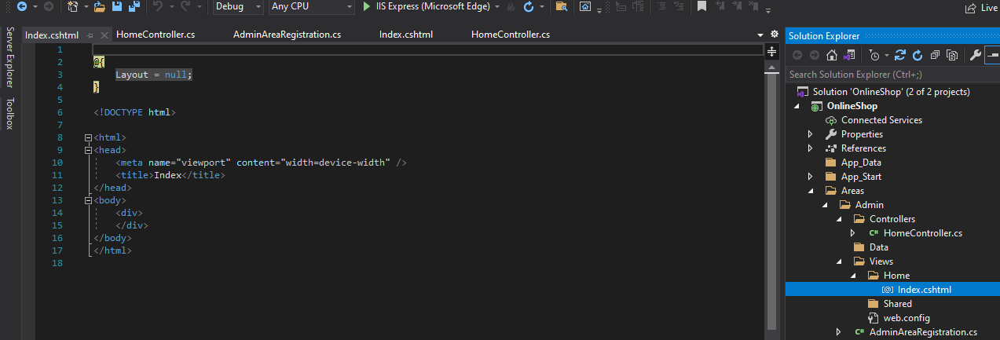 Debug Any CPU IIS Express (Microsoft Edge) Live
Server Explorer
Toolbox
Index.cshtml HomeController.cs AdminAreaRegistration.cs Index.cshtml HomeController.cs
1
2 @{
3 Layout = null;
4 }
5
6 <!DOCTYPE html>
7
8 <html>
9 <head>
10 <meta name="viewport" content="width=device-width" />
11 <title>Index</title>
12 </head>
13 <body>
14 <div>
15 </div>
16 </body>
17 </html>
18
Solution Explorer
Search Solution Explorer (Ctrl+;)
Solution 'OnlineShop' (2 of 2 projects)
OnlineShop
Connected Services
Properties
References
App_Data
App_Start
Areas
Admin
Controllers
C# HomeController.cs
Data
Views
Home
[@] Index.cshtml
Shared
web.config
C# AdminAreaRegistration.cs